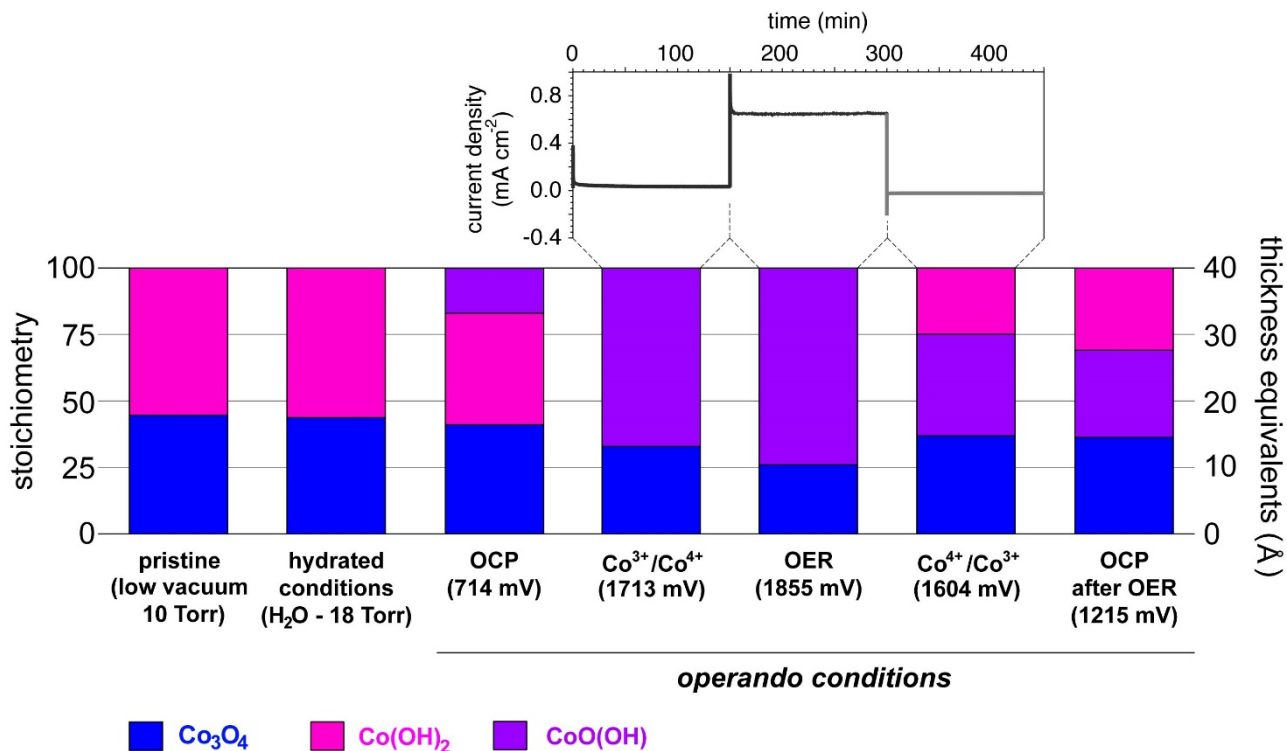 time (min)
0 100 200 300 400
current density
(mA cm⁻²)
0.8
0.4
0.0
-0.4
stoichiometry
100
75
50
25
0
thickness equivalents (Å)
40
30
20
10
0
pristine
(low vacuum
10 Torr)
hydrated
conditions
(H₂O - 18 Torr)
OCP
(714 mV)
Co³⁺/Co⁴⁺
(1713 mV)
OER
(1855 mV)
Co⁴⁺/Co³⁺
(1604 mV)
OCP
after OER
(1215 mV)
operando conditions
Co₃O₄ Co(OH)₂ CoO(OH)